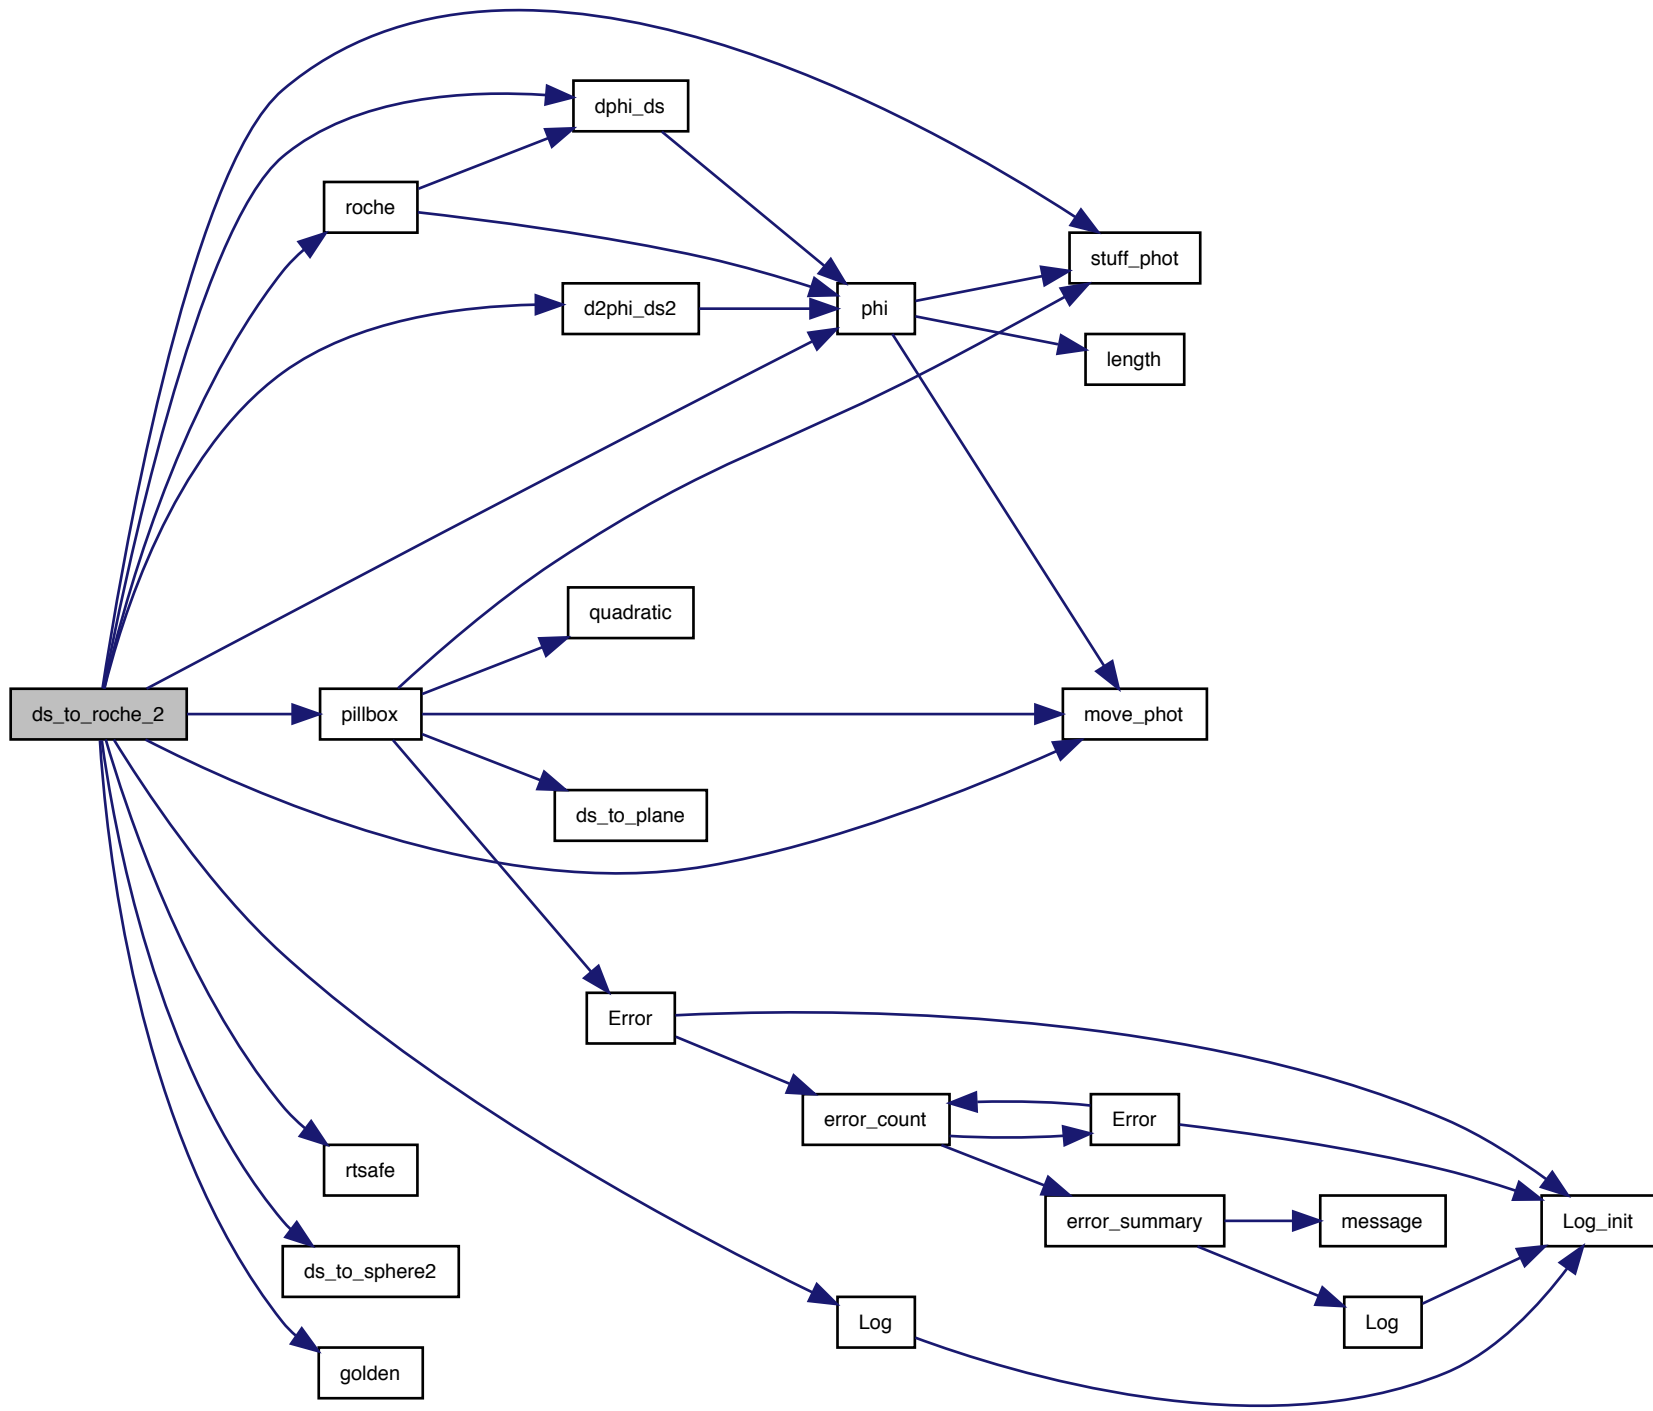 dphi_ds
roche
stuff_phot
d2phi_ds2
phi
length
quadratic
ds_to_roche_2
pillbox
move_phot
ds_to_plane
Error
error_count
Error
rtsafe
error_summary
message
Log_init
ds_to_sphere2
Log
Log
golden